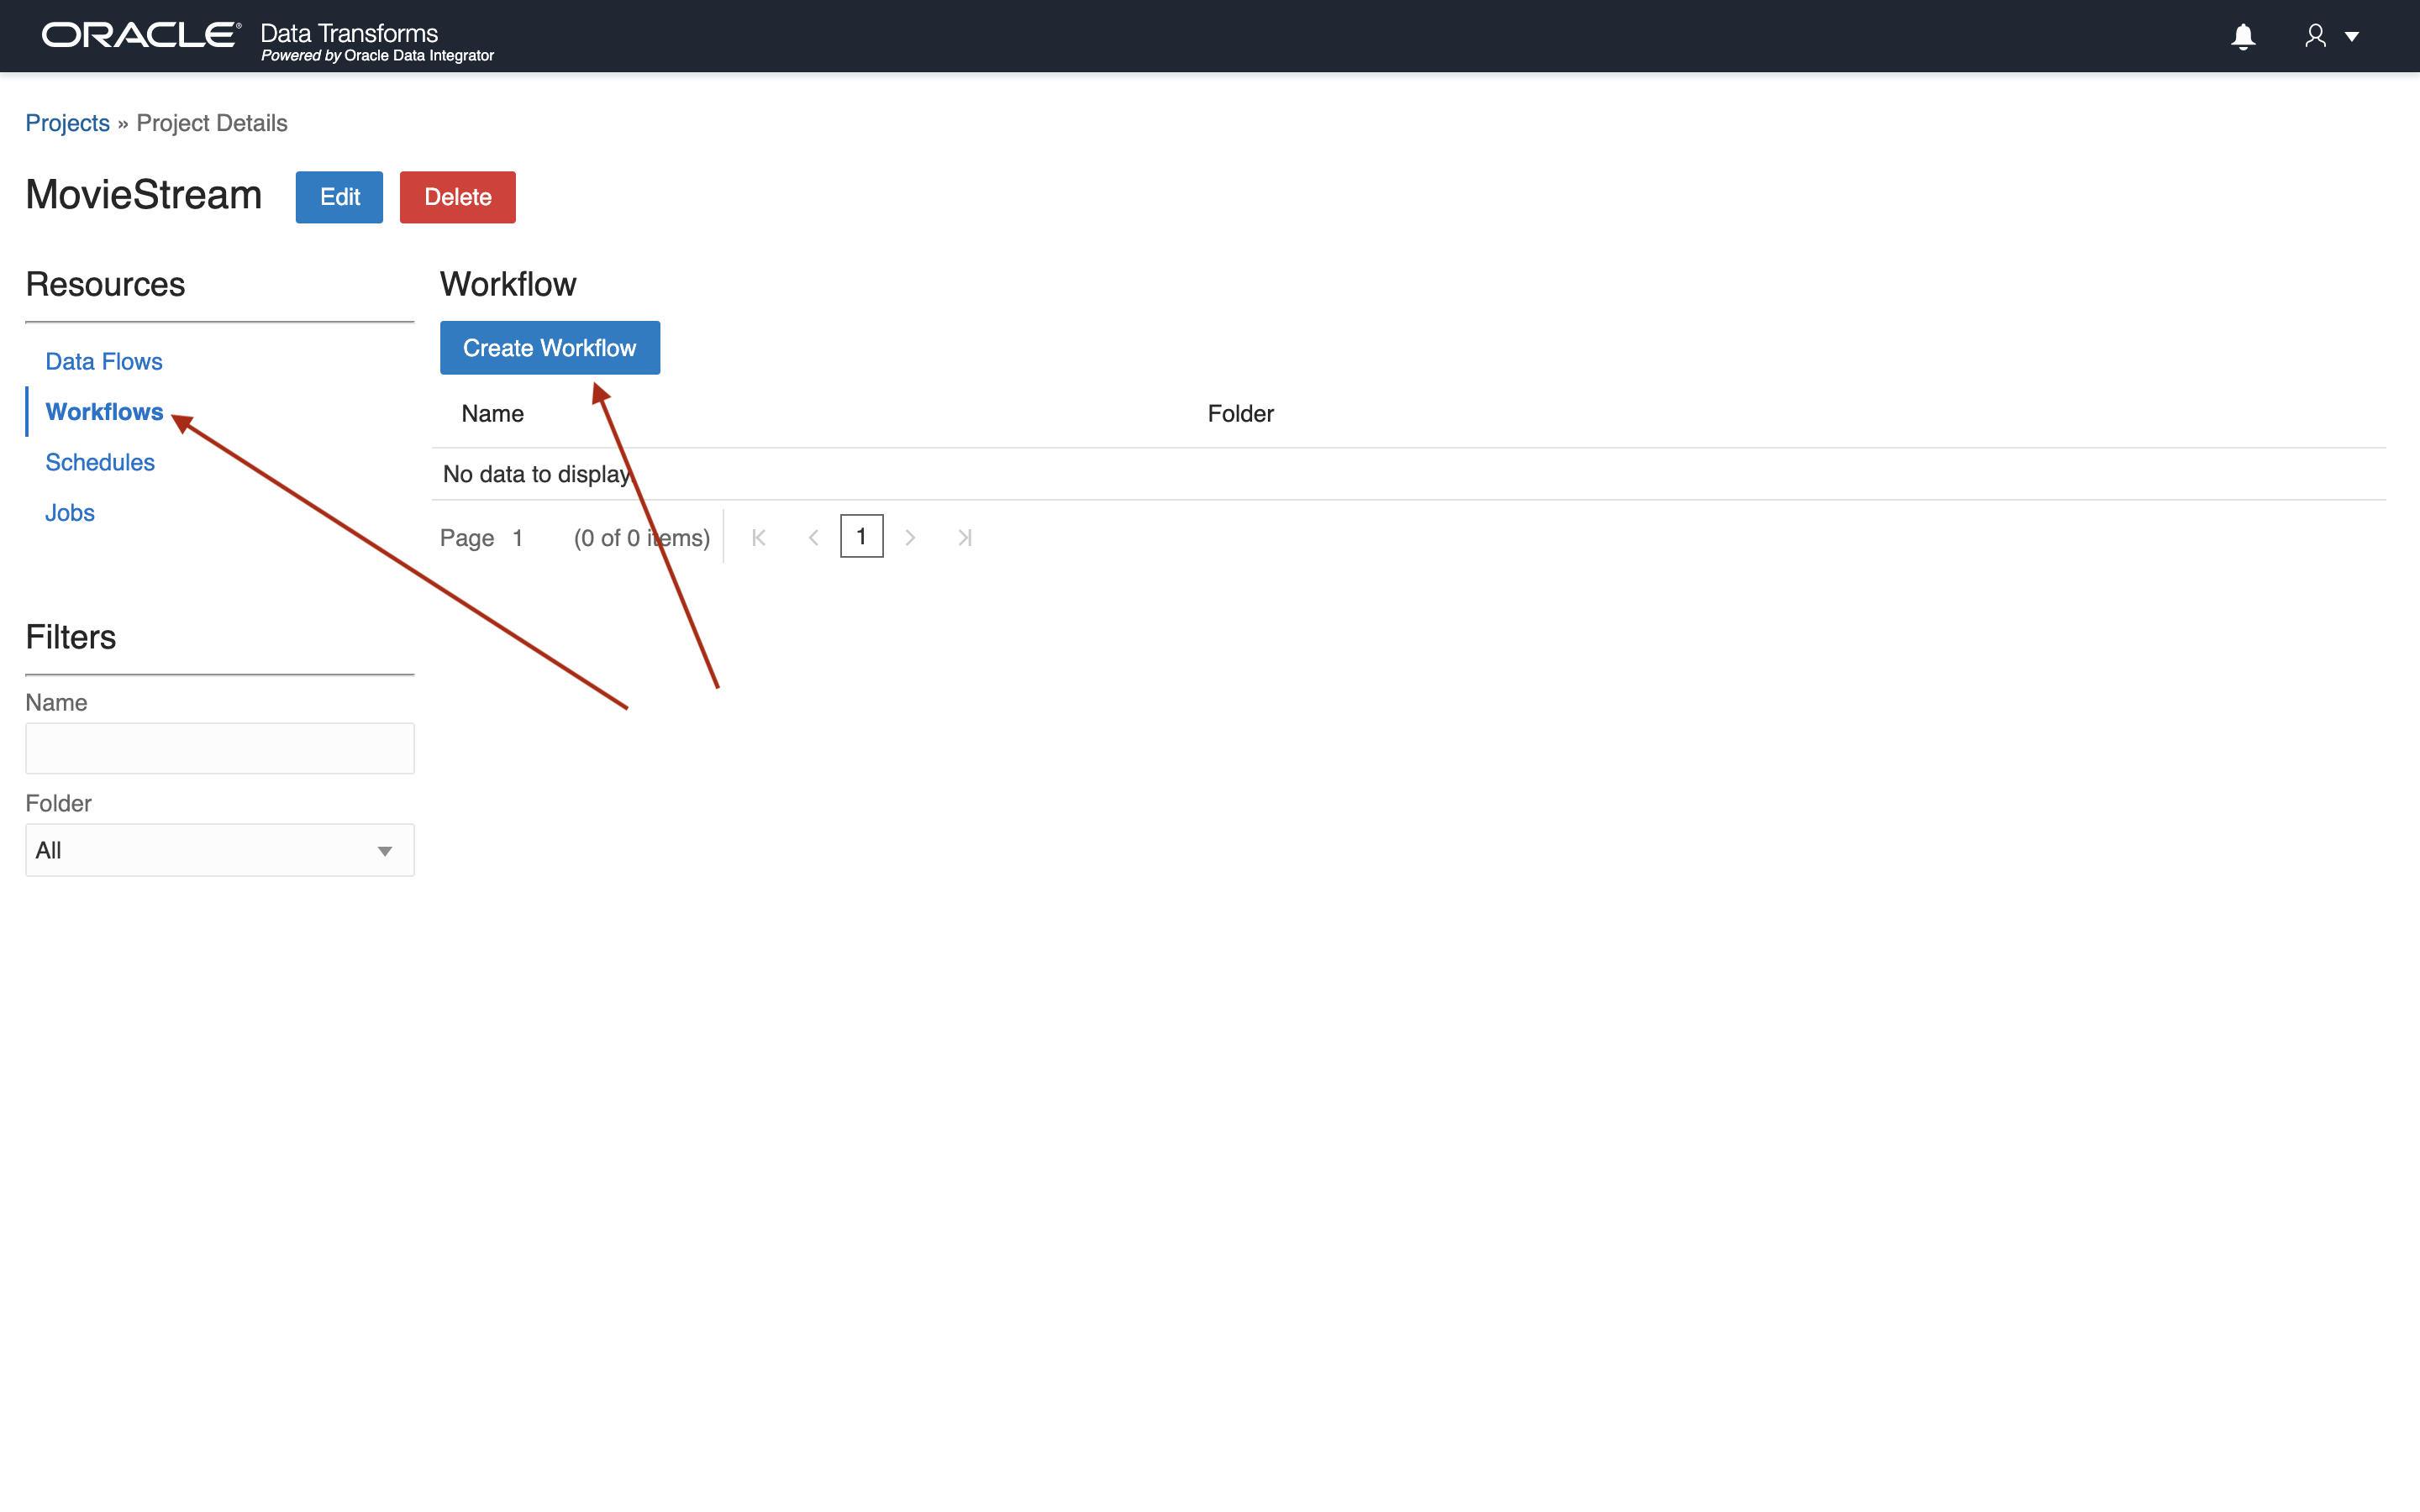 ORACLE® Data Transforms
Powered by Oracle Data Integrator
Projects » Project Details
MovieStream Edit Delete
Resources
Data Flows
Workflows
Schedules
Jobs
Filters
Name
Folder
All
Workflow
Create Workflow
Name Folder
No data to display.
Page 1 (0 of 0 items) 1